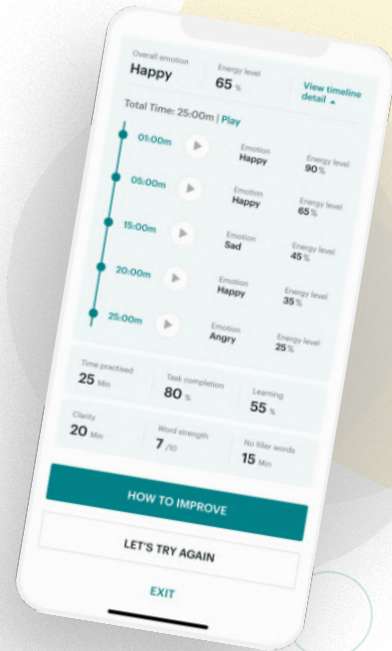 Overall emotion
Happy
Energy level
65 %
View timeline
detail
Total Time: 25:00m | Play
01:00m
Emotion
Happy
Energy level
90%
05:00m
Emotion
Happy
Energy level
65%
15:00m
Emotion
Sad
Energy level
45%
20:00m
Emotion
Happy
Energy level
35%
25:00m
Emotion
Angry
Energy level
25%
Time practised
25 Min
Task completion
80 %
Learning
55 %
Clarity
20 Min
Word strength
7 /10
No filler words
15 Min
HOW TO IMPROVE
LET'S TRY AGAIN
EXIT